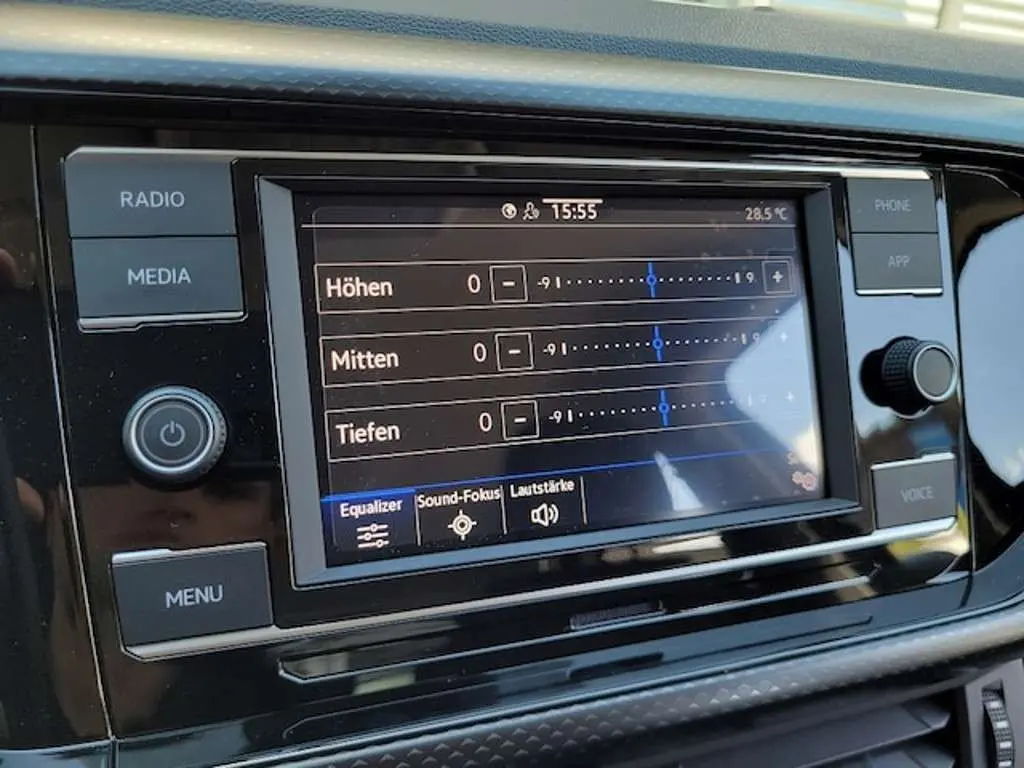 RADIO
MEDIA
MENU
15:55
28.5 °C
Höhen 0 − -9 9 +
Mitten 0 − -9 9 +
Tiefen 0 − -9 +
Equalizer
Sound-Fokus
Lautstärke
PHONE
APP
VOICE